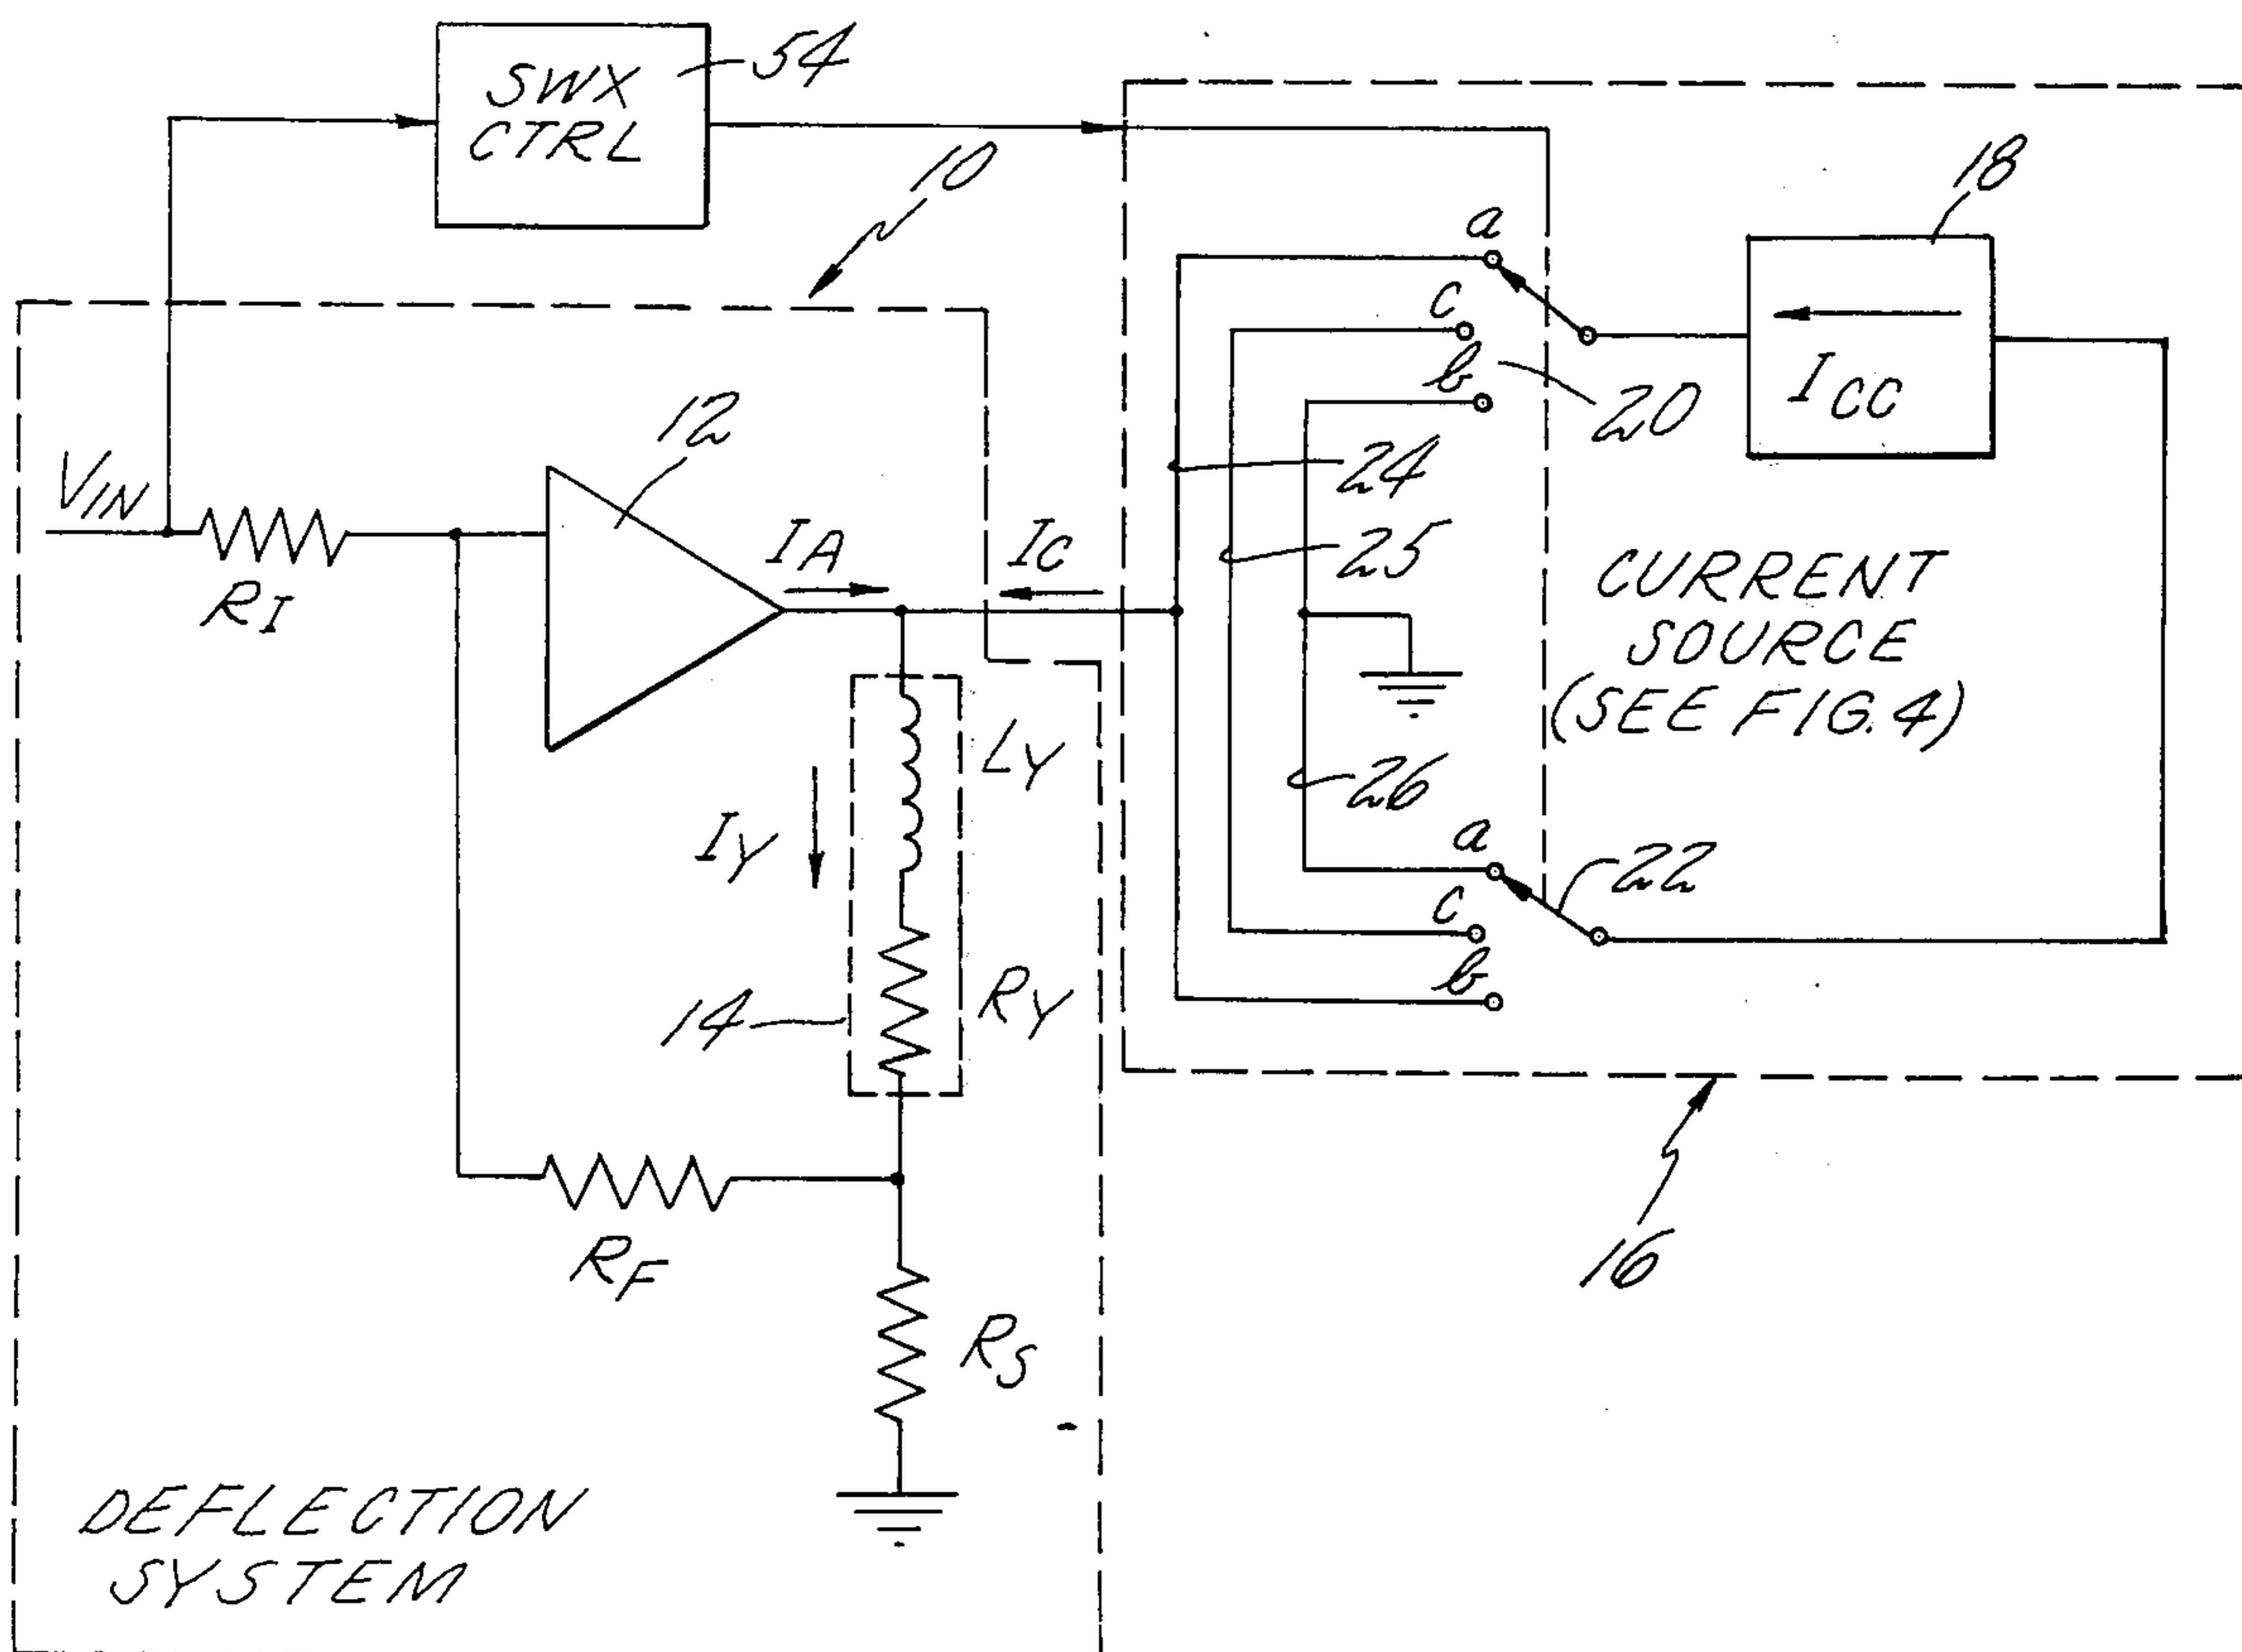 SWX
CTRL
54
10
18
a
c
b
20
ICC
12
VIN
RI
IA
IC
24
25
CURRENT
SOURCE
(SEE FIG. 4)
26
LY
IY
a
c
b
22
14
RY
RF
RS
16
DEFLECTION
SYSTEM